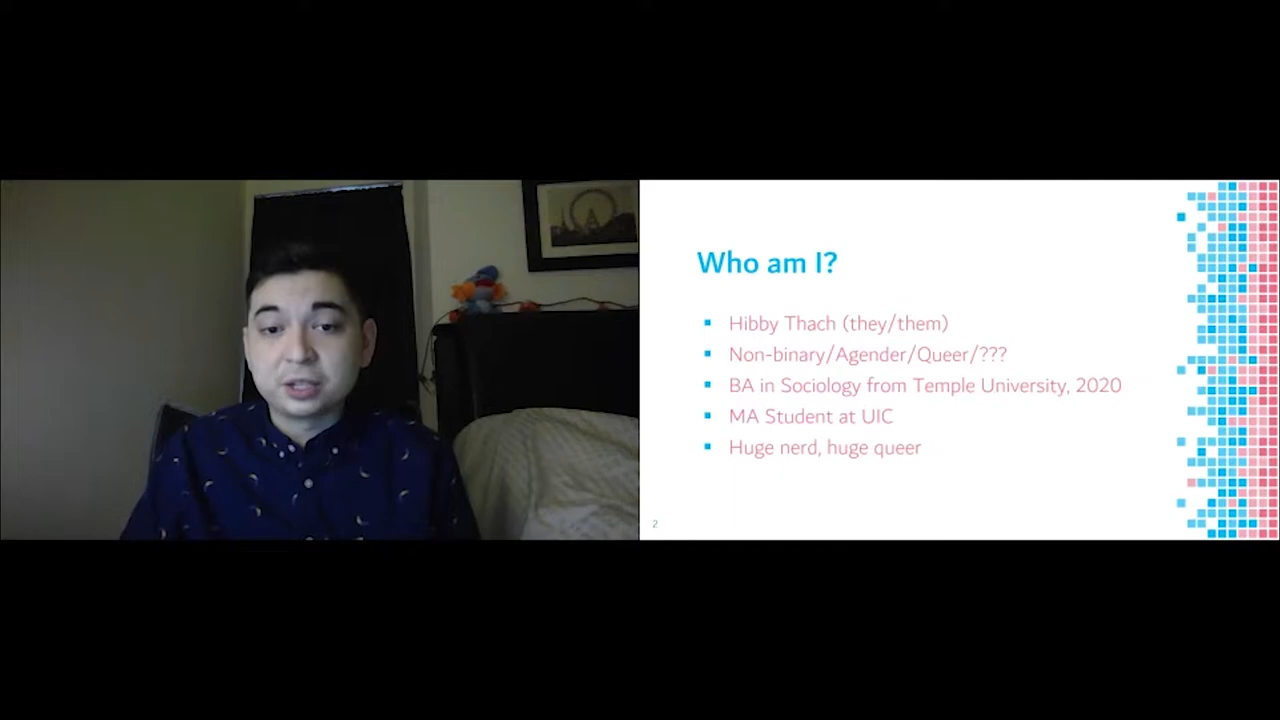 Who am I?
Hibby Thach (they/them)
Non-binary/Agender/Queer/???
BA in Sociology from Temple University, 2020
MA Student at UIC
Huge nerd, huge queer
2